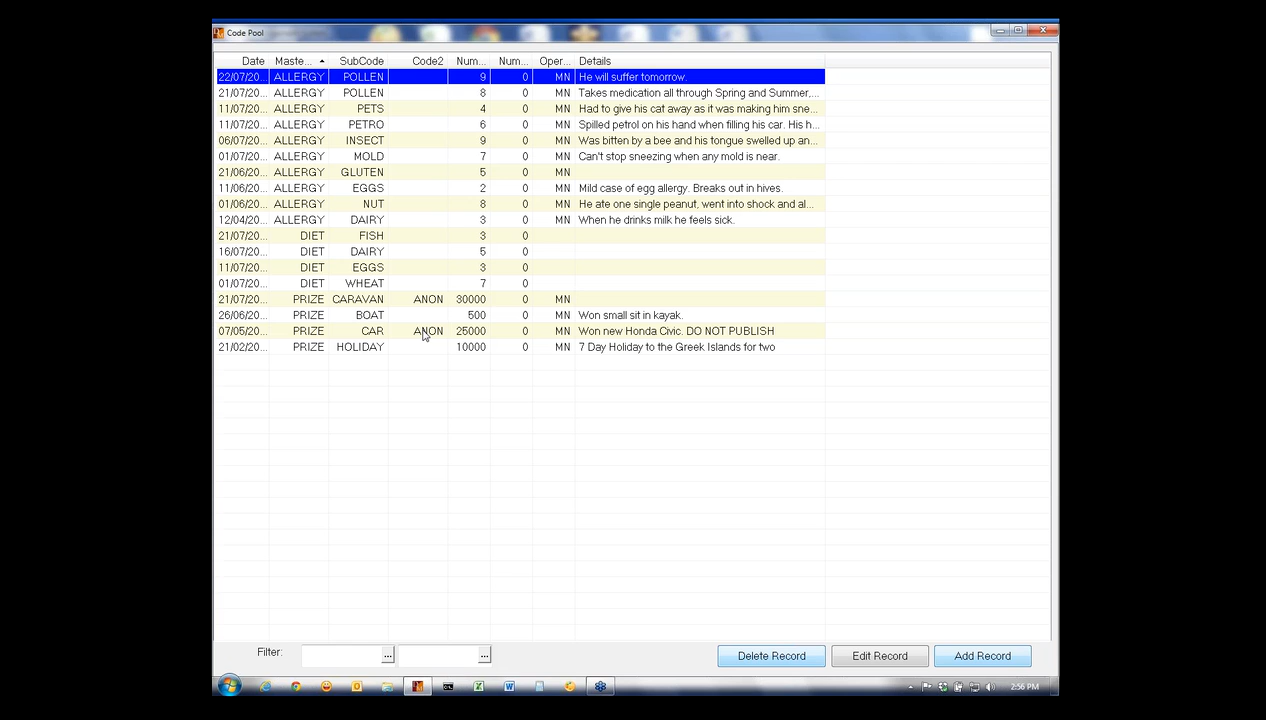 Code Pool
Date Maste... SubCode Code2 Num... Num... Oper... Details
22/07/20... ALLERGY POLLEN 9 0 MN He will suffer tomorrow.
21/07/20... ALLERGY POLLEN 8 0 MN Takes medication all through Spring and Summer,...
11/07/20... ALLERGY PETS 4 0 MN Had to give his cat away as it was making him sne...
11/07/20... ALLERGY PETRO 6 0 MN Spilled petrol on his hand when filling his car. His h...
06/07/20... ALLERGY INSECT 9 0 MN Was bitten by a bee and his tongue swelled up an...
01/07/20... ALLERGY MOLD 7 0 MN Can't stop sneezing when any mold is near.
21/06/20... ALLERGY GLUTEN 5 0 MN
11/06/20... ALLERGY EGGS 2 0 MN Mild case of egg allergy. Breaks out in hives.
01/06/20... ALLERGY NUT 8 0 MN He ate one single peanut, went into shock and al...
12/04/20... ALLERGY DAIRY 3 0 MN When he drinks milk he feels sick.
21/07/20... DIET FISH 3 0
16/07/20... DIET DAIRY 5 0
11/07/20... DIET EGGS 3 0
01/07/20... DIET WHEAT 7 0
21/07/20... PRIZE CARAVAN ANON 30000 0 MN
26/06/20... PRIZE BOAT 500 0 MN Won small sit in kayak.
07/05/20... PRIZE CAR ANON 25000 0 MN Won new Honda Civic. DO NOT PUBLISH
21/02/20... PRIZE HOLIDAY 10000 0 MN 7 Day Holiday to the Greek Islands for two
Filter: ... ... Delete Record Edit Record Add Record
2:56 PM